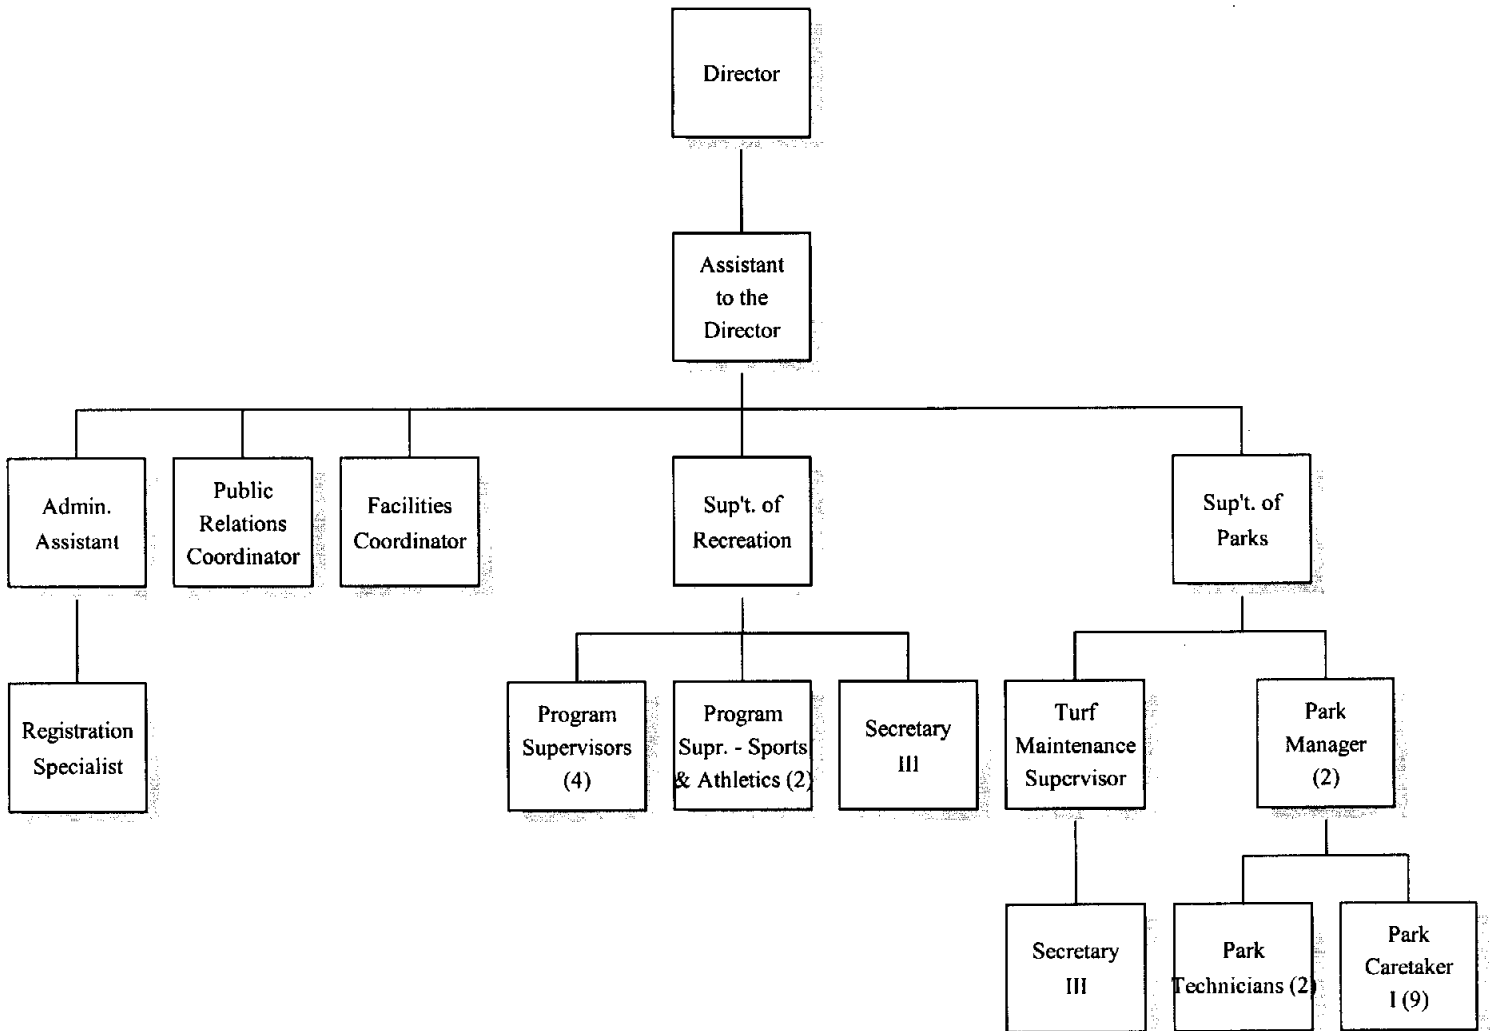 Director
Assistant
to the
Director
Admin.
Assistant
Public
Relations
Coordinator
Facilities
Coordinator
Sup't. of
Recreation
Sup't. of
Parks
Registration
Specialist
Program
Supervisors
(4)
Program
Supr. - Sports
& Athletics (2)
Secretary
III
Turf
Maintenance
Supervisor
Park
Manager
(2)
Secretary
III
Park
Technicians (2)
Park
Caretaker
I (9)